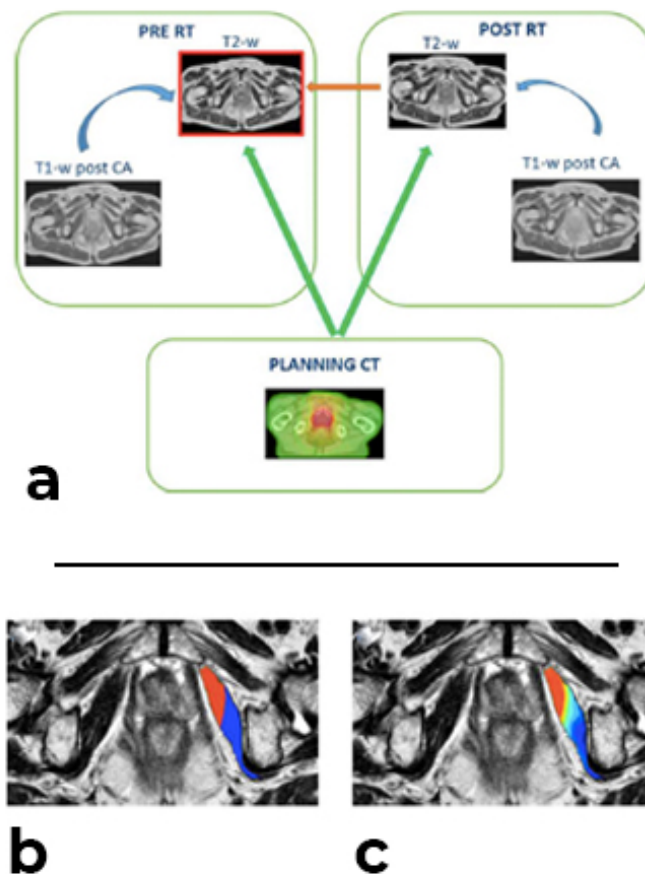 PRE RT
POST RT
T2-w
T2-w
T1-w post CA
T1-w post CA
PLANNING CT
a
b
c